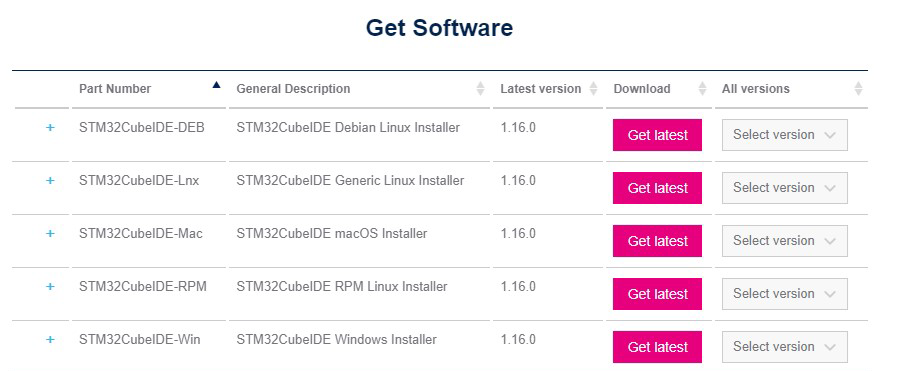 Get Software
Part Number General Description Latest version Download All versions
+ STM32CubeIDE-DEB STM32CubeIDE Debian Linux Installer 1.16.0 Get latest Select version
+ STM32CubeIDE-Lnx STM32CubeIDE Generic Linux Installer 1.16.0 Get latest Select version
+ STM32CubeIDE-Mac STM32CubeIDE macOS Installer 1.16.0 Get latest Select version
+ STM32CubeIDE-RPM STM32CubeIDE RPM Linux Installer 1.16.0 Get latest Select version
+ STM32CubeIDE-Win STM32CubeIDE Windows Installer 1.16.0 Get latest Select version